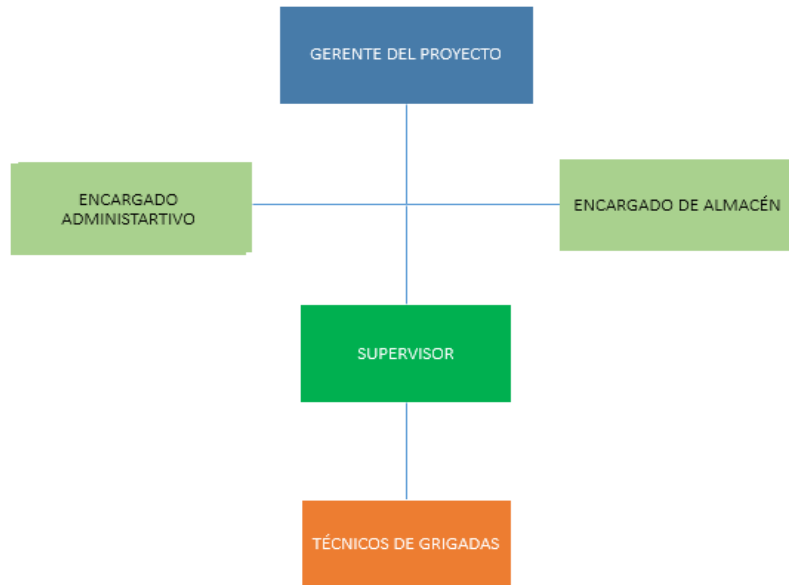 GERENTE DEL PROYECTO
ENCARGADO
ADMINISTARTIVO
ENCARGADO DE ALMACÉN
SUPERVISOR
TÉCNICOS DE GRIGADAS